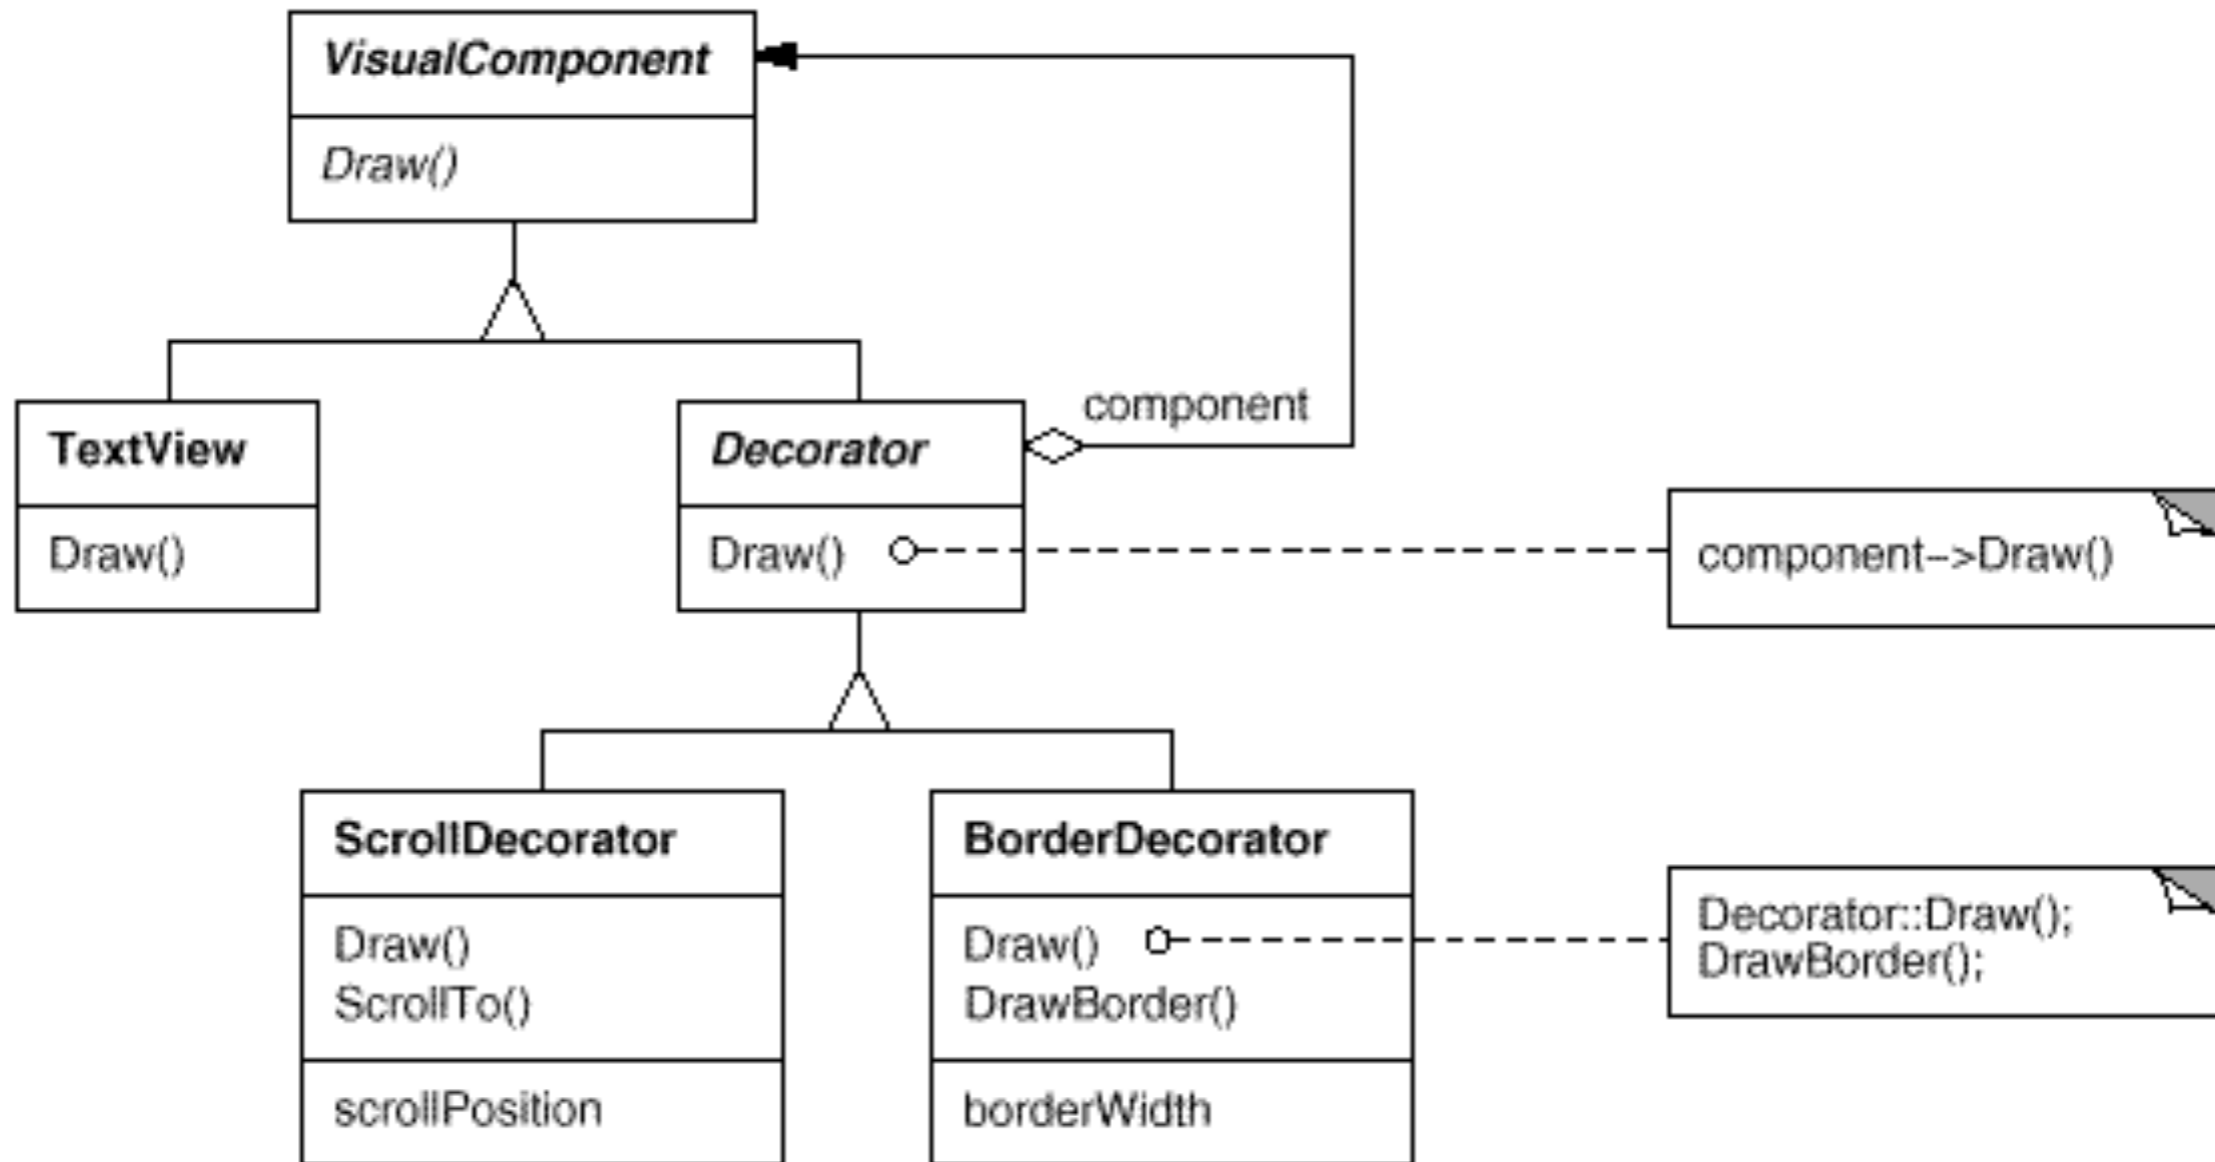 VisualComponent
Draw()
component
TextView
Draw()
Decorator
Draw()
component–>Draw()
ScrollDecorator
Draw()
ScrollTo()
scrollPosition
BorderDecorator
Draw()
DrawBorder()
borderWidth
Decorator::Draw();
DrawBorder();